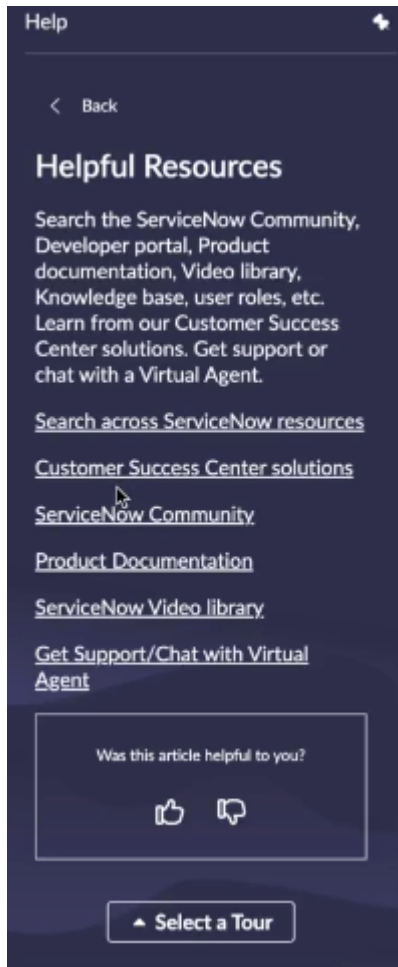 Help
Back
Helpful Resources
Search the ServiceNow Community,
Developer portal, Product
documentation, Video library,
Knowledge base, user roles, etc.
Learn from our Customer Success
Center solutions. Get support or
chat with a Virtual Agent.
Search across ServiceNow resources
Customer Success Center solutions
ServiceNow Community
Product Documentation
ServiceNow Video library
Get Support/Chat with Virtual
Agent
Was this article helpful to you?
Select a Tour